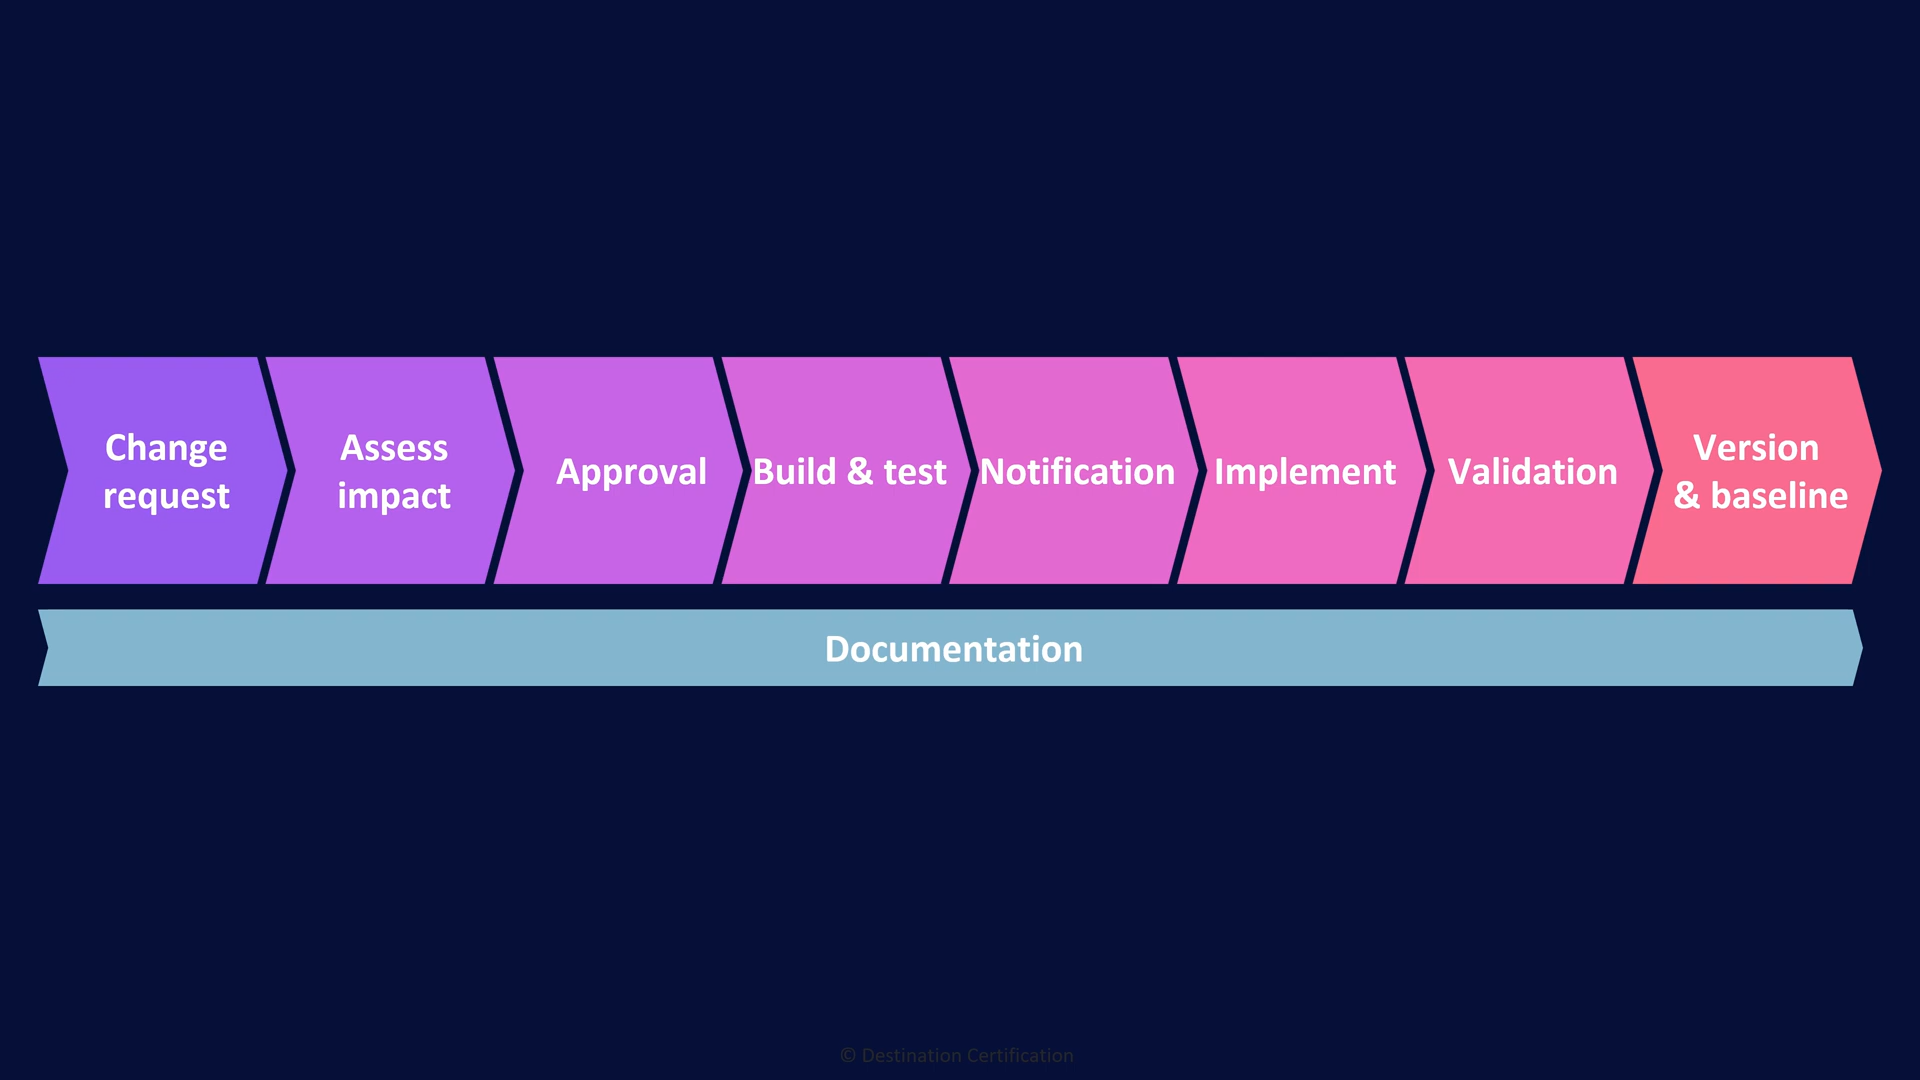 Change
request
Assess
impact
Approval
Build & test
Notification
Implement
Validation
Version
& baseline
Documentation
© Destination Certification